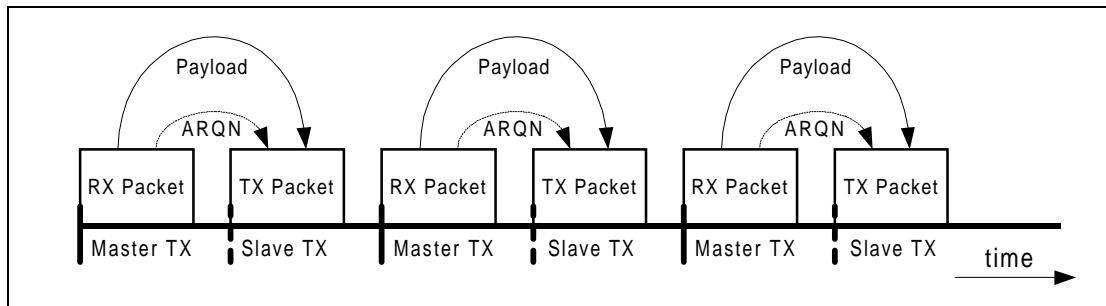 Payload Payload Payload
ARQN ARQN ARQN
RX Packet TX Packet RX Packet TX Packet RX Packet TX Packet
Master TX Slave TX Master TX Slave TX Master TX Slave TX
time